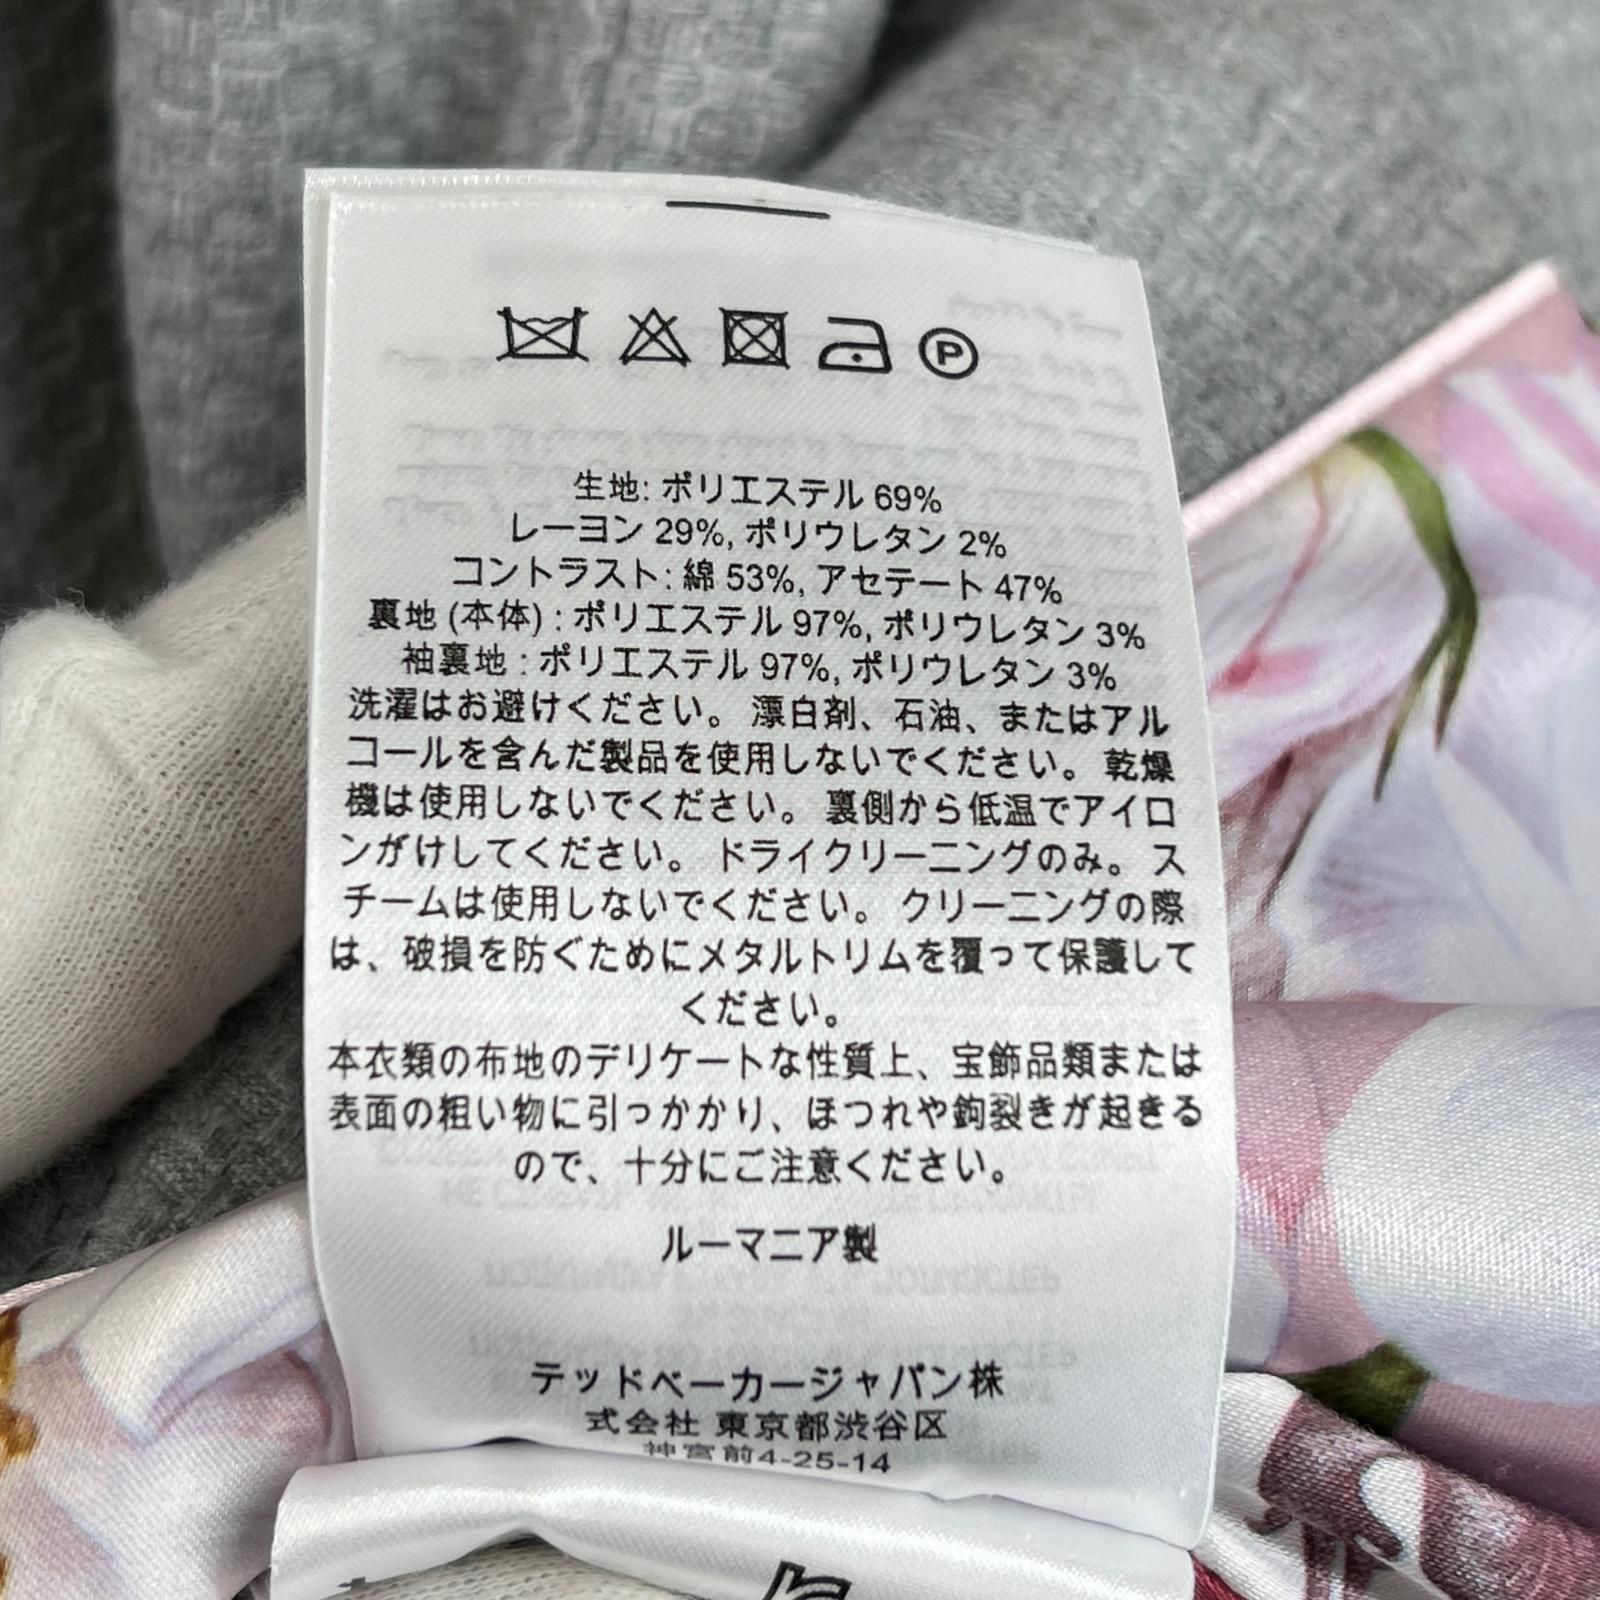 P
生地: ポリエステル 69%
レーヨン 29%, ポリウレタン 2%
コントラスト: 綿 53%, アセテート 47%
裏地 (本体) : ポリエステル 97%, ポリウレタン 3%
袖裏地 : ポリエステル 97%, ポリウレタン 3%
洗濯はお避けください。 漂白剤、石油、またはアル
コールを含んだ製品を使用しないでください。 乾燥
機は使用しないでください。 裏側から低温でアイロ
ンがけしてください。 ドライクリーニングのみ。 ス
チームは使用しないでください。 クリーニングの際
は、破損を防ぐためにメタルトリムを覆って保護して
ください。
本衣類の布地のデリケートな性質上、宝飾品類または
表面の粗い物に引っかかり、ほつれや鉤裂きが起きる
ので、十分にご注意ください。
ルーマニア製
テッドベーカージャパン株
式会社 東京都渋谷区
神宮前4-25-14